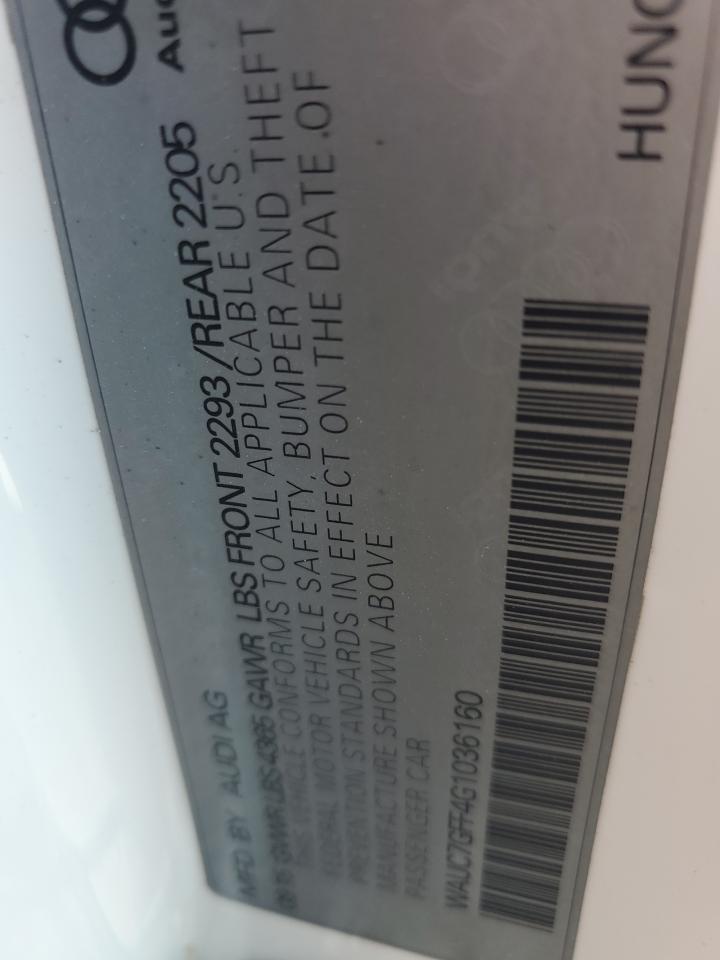 MFD BY AUDI AG
GVWR LBS 4365 GAWR LBS FRONT 2293 /REAR 2205
THIS VEHICLE CONFORMS TO ALL APPLICABLE U.S.
FEDERAL MOTOR VEHICLE SAFETY, BUMPER AND THEFT
PREVENTION STANDARDS IN EFFECT ON THE DATE OF
MANUFACTURE SHOWN ABOVE
PASSENGER CAR
WAUC7GFF4G1036160